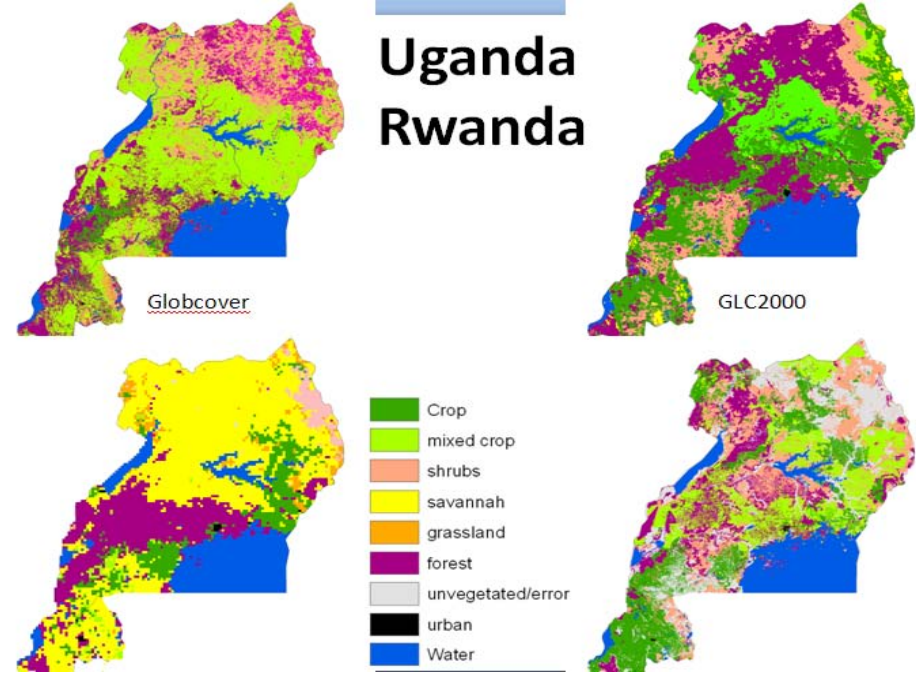 Uganda
Rwanda
Globcover
GLC2000
Crop
mixed crop
shrubs
savannah
grassland
forest
unvegetated/error
urban
Water